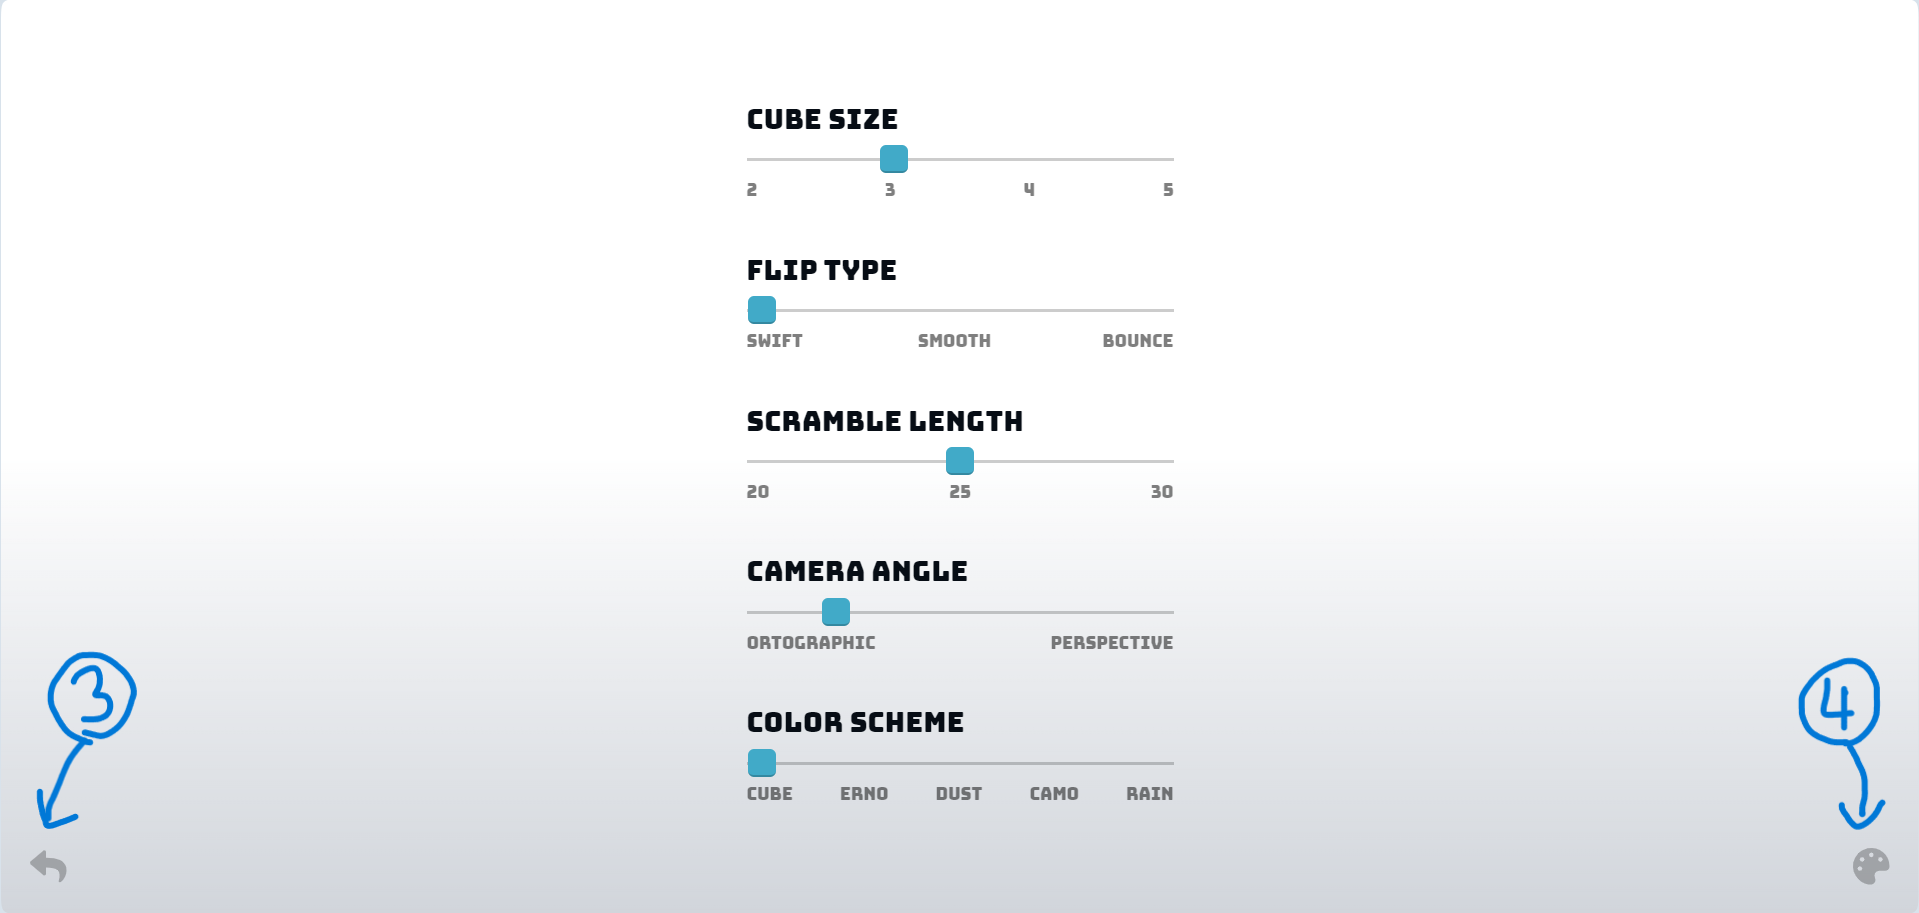 CUBE SIZE
2 3 4 5
FLIP TYPE
SWIFT SMOOTH BOUNCE
SCRAMBLE LENGTH
20 25 30
CAMERA ANGLE
ORTOGRAPHIC PERSPECTIVE
3
4
COLOR SCHEME
CUBE ERNO DUST CAMO RAIN